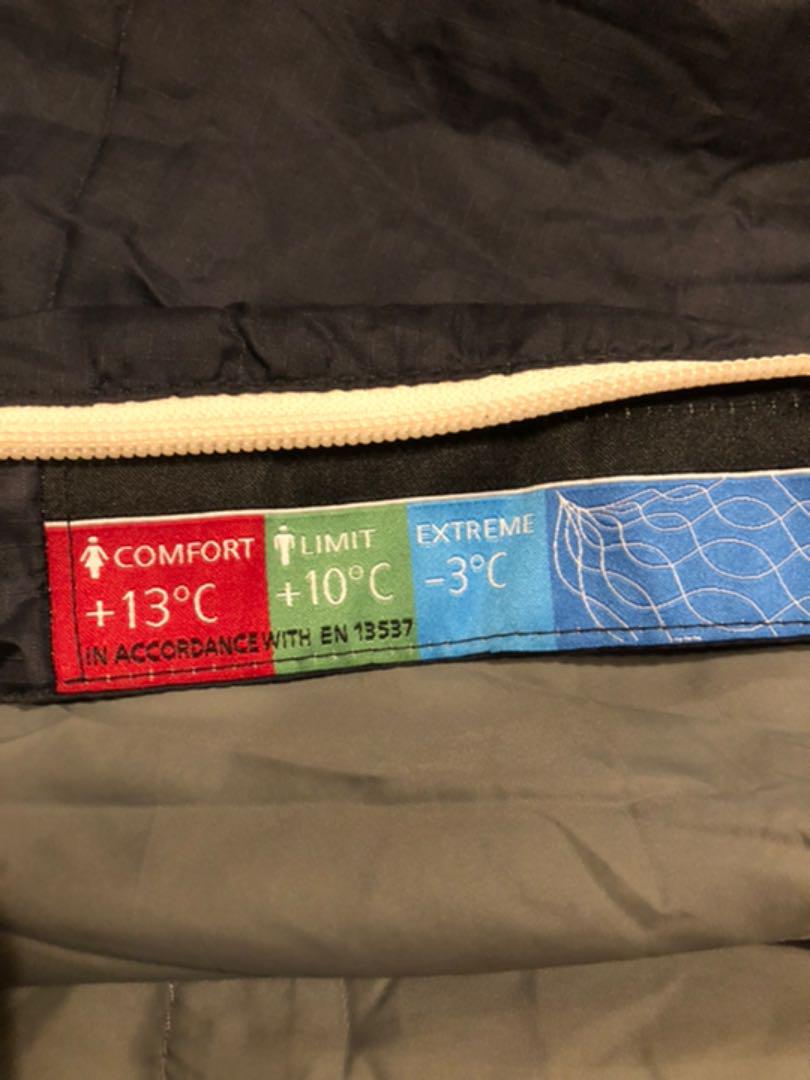 COMFORT
+13°C
LIMIT
+10°C
EXTREME
-3°C
IN ACCORDANCE WITH EN 13537